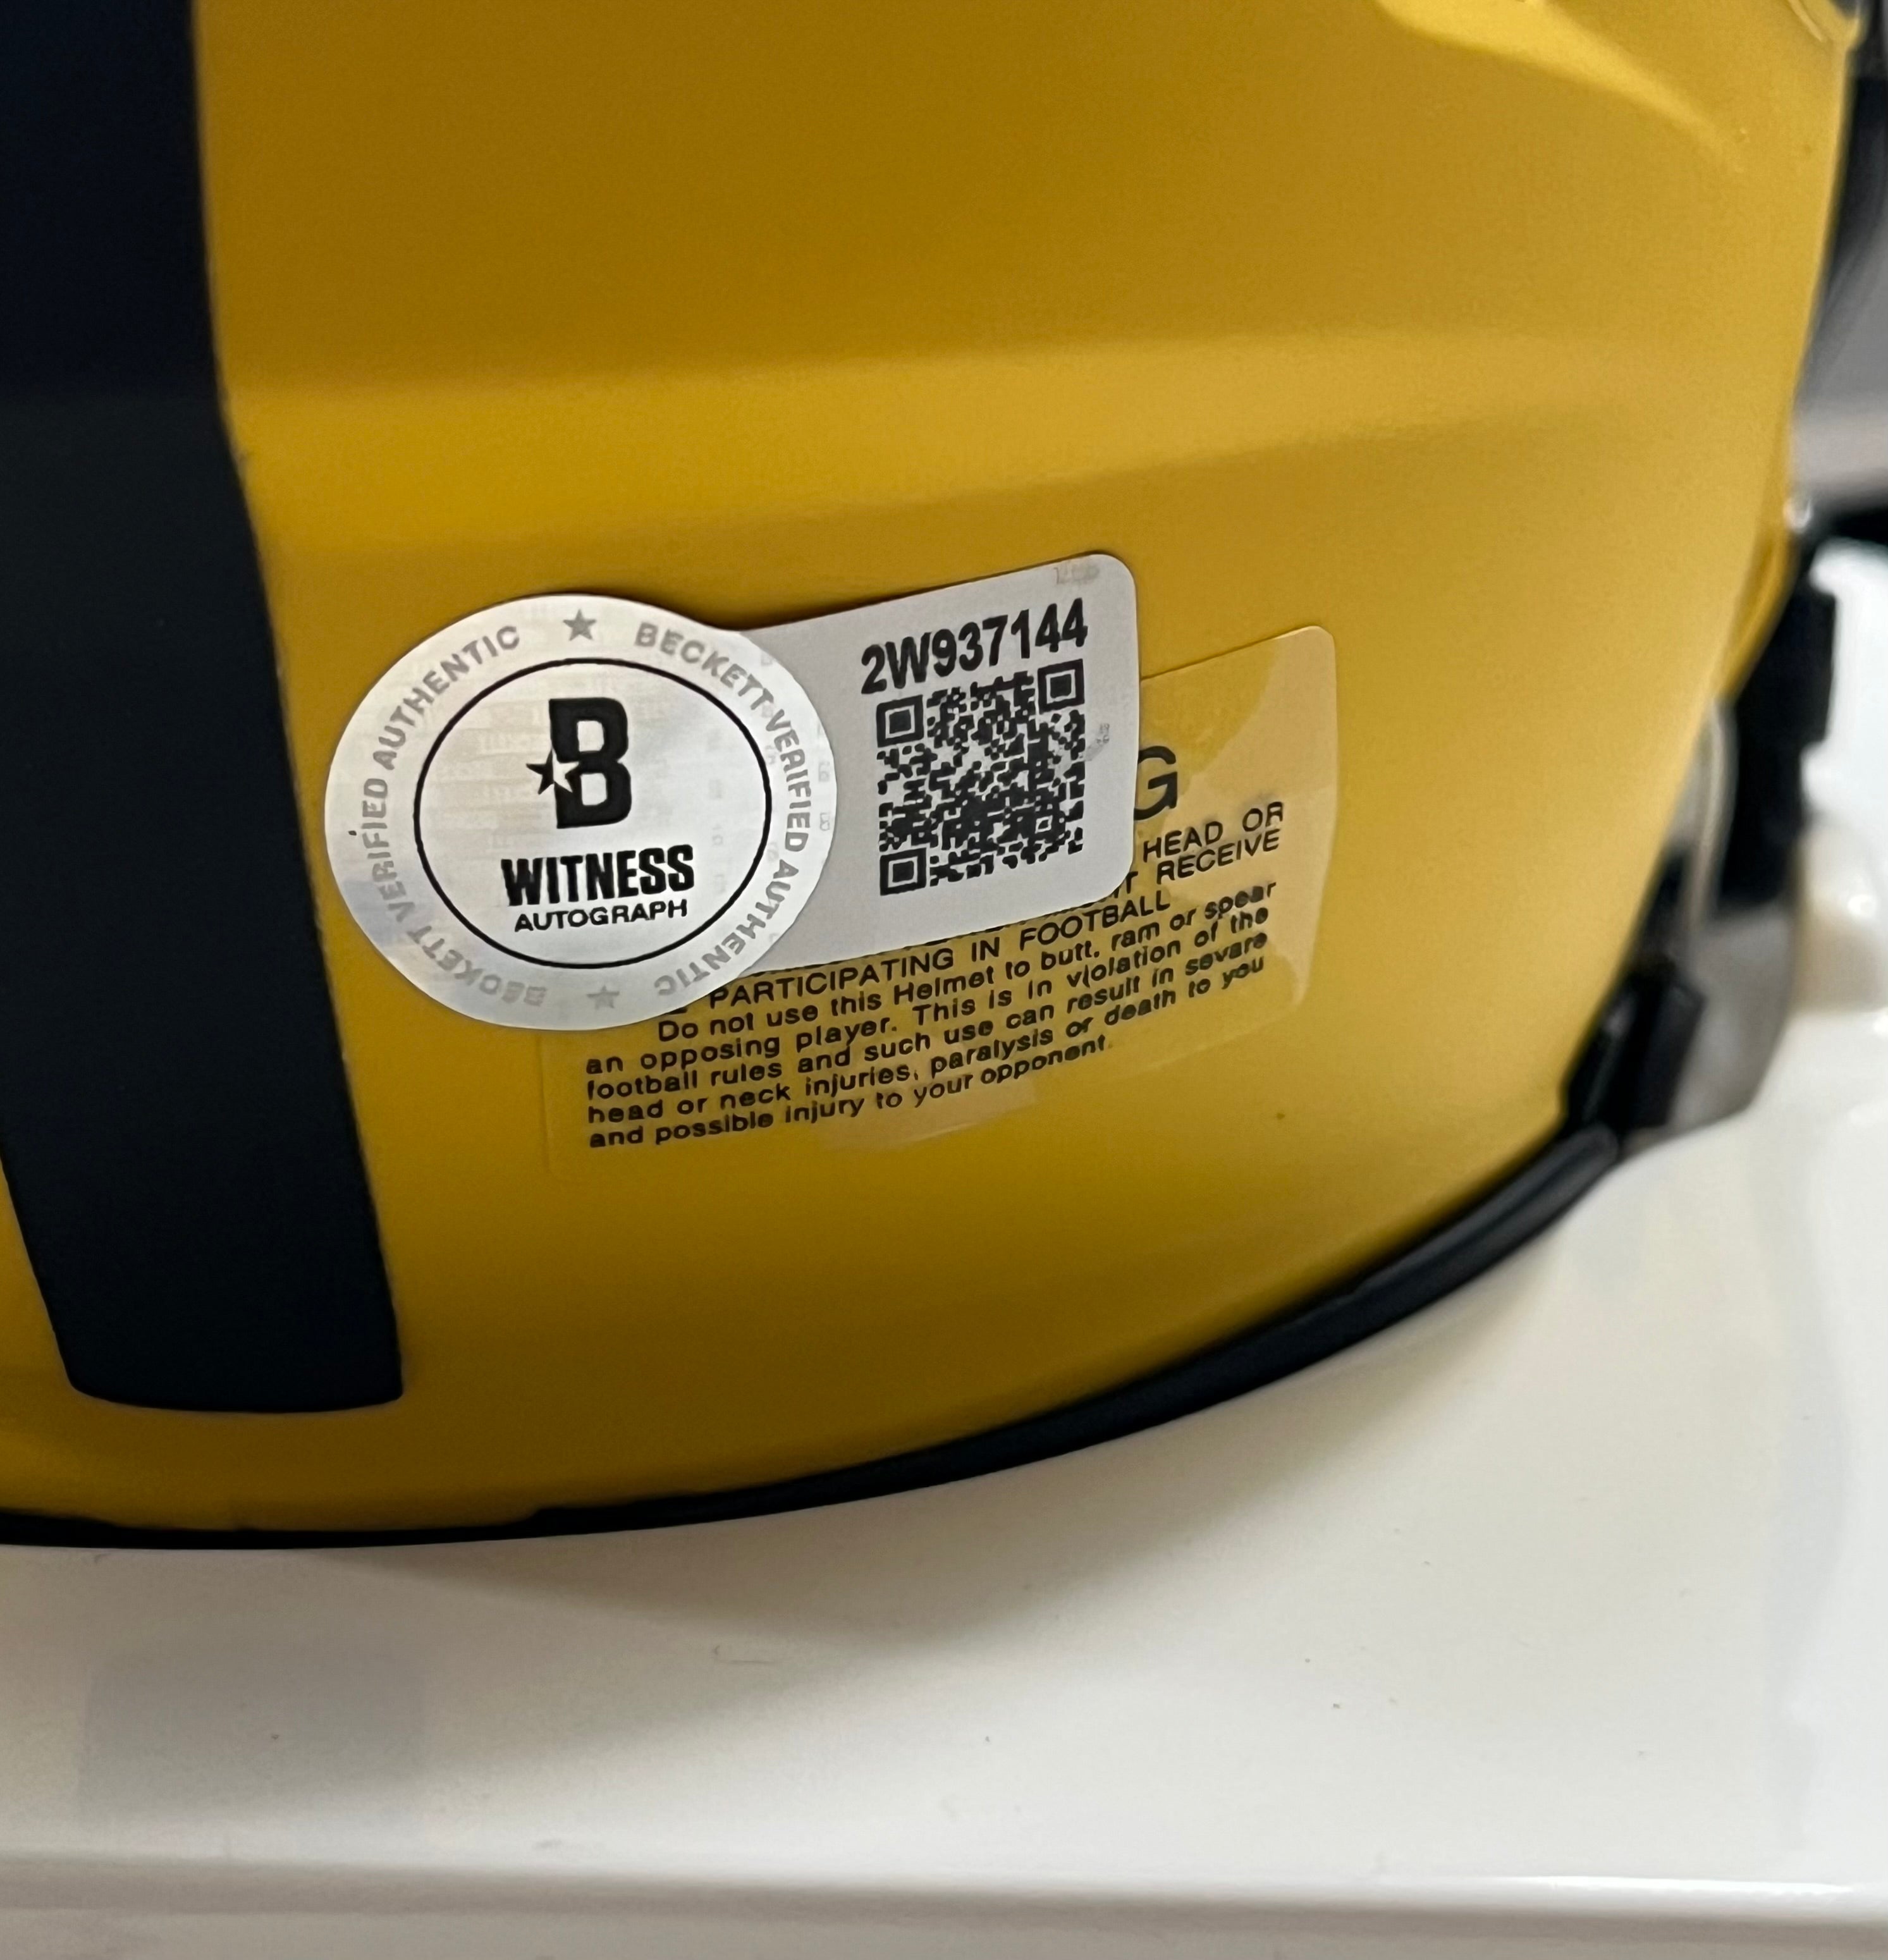 BECKETT VERIFIED AUTHENTIC ★ BECKETT VERIFIED AUTHENTIC ★
B
WITNESS
AUTOGRAPH
2W937144
G
HEAD OR
RECEIVE
PARTICIPATING IN FOOTBALL
Do not use this Helmet to butt, ram or spear
an opposing player. This is in violation of the
football rules and such use can result in severe
head or neck injuries, paralysis or death to you
and possible injury to your opponent.